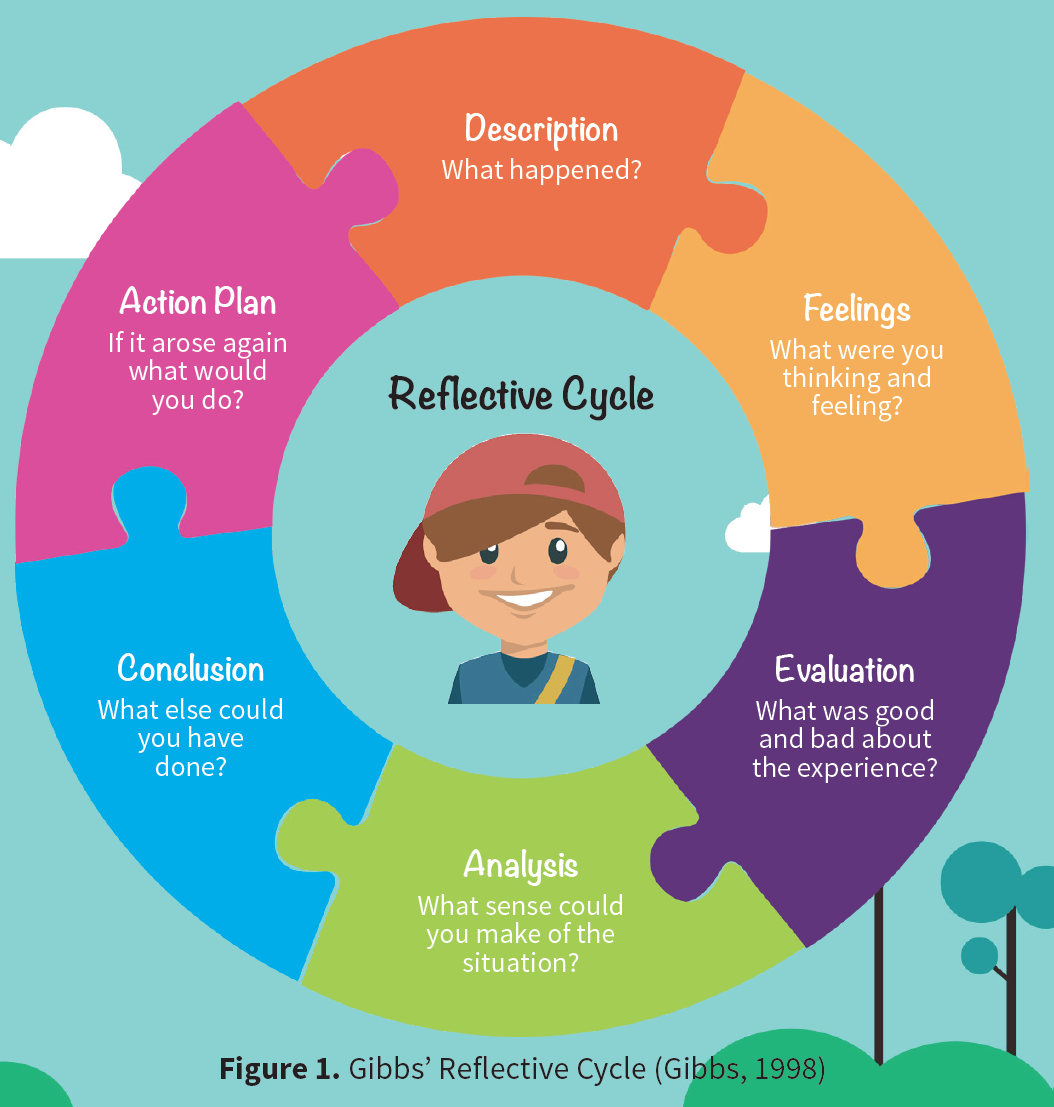 Description
What happened?
Feelings
What were you
thinking and
feeling?
Evaluation
What was good
and bad about
the experience?
Analysis
What sense could
you make of the
situation?
Conclusion
What else could
you have
done?
Action Plan
If it arose again
what would
you do?
Reflective Cycle
Figure 1. Gibbs’ Reflective Cycle (Gibbs, 1998)